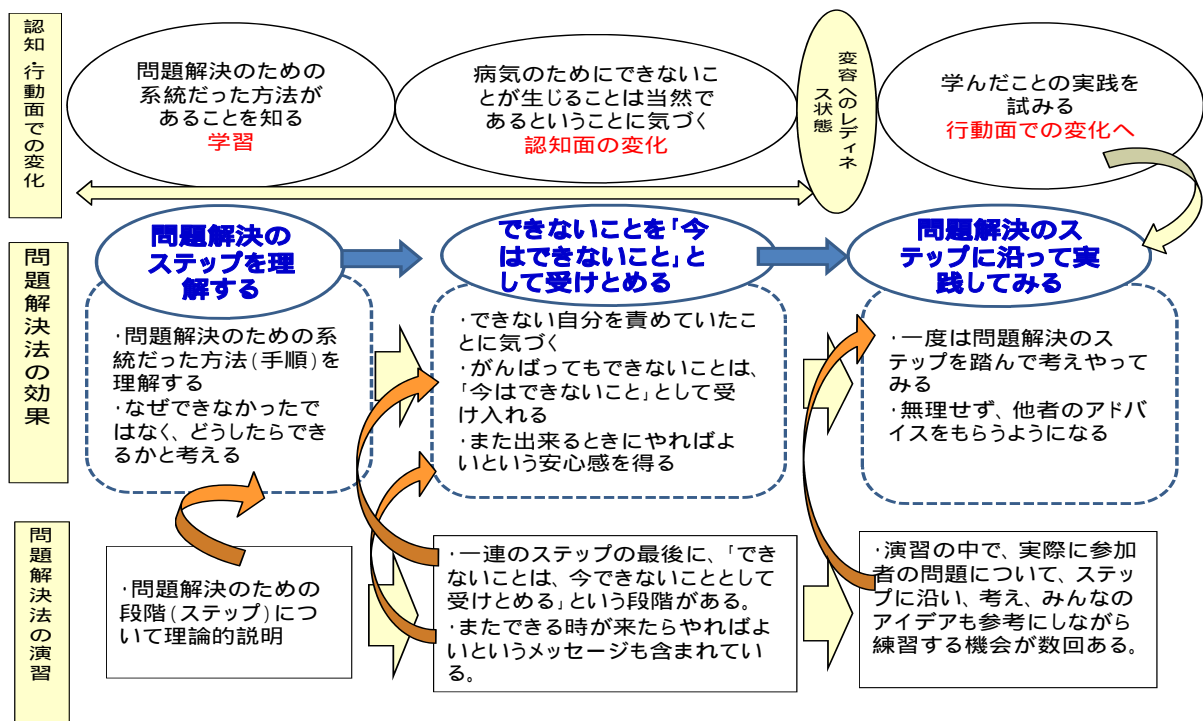 認知・行動面での変化
問題解決のための
系統だった方法が
あることを知る
学習
病気のためにできないこ
とが生じることは当然で
あるということに気づく
認知面の変化
変容へのレディネ
ス状態
学んだことの実践を
試みる
行動面での変化へ
問題解決法の効果
問題解決の
ステップを理
解する
できないことを「今
はできないこと」と
して受けとめる
問題解決のス
テップに沿って実
践してみる
・問題解決のための系
統だった方法(手順)を
理解する
・なぜできなかったで
はなく、どうしたらでき
るかと考える
・できない自分を責めていたこ
とに気づく
・がんばってもできないことは、
「今はできないこと」として受
け入れる
・また出来るときにやればよ
いという安心感を得る
・一度は問題解決のス
テップを踏んで考えやって
みる
・無理せず、他者のアドバ
イスをもらうようになる
問題解決法の演習
・問題解決のための
段階(ステップ)につ
いて理論的説明
・一連のステップの最後に、「でき
ないことは、今できないこととして
受けとめる」という段階がある。
・またできる時が来たらやればよ
いというメッセージも含まれてい
る。
・演習の中で、実際に参加
者の問題について、ステッ
プに沿い、考え、みんなの
アイデアも参考にしながら
練習する機会が数回ある。